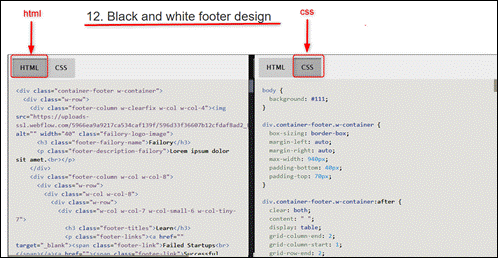 html
12. Black and white footer design
css
HTML CSS
<div class="container-footer w-container">
<div class="w-row">
<div class="footer-column w-clearfix w-col w-col-4"><img
src="https://uploads-
ssl.webflow.com/5966ea9a9217ca534caf139f/596d33f36607b12cfdaf8ad2_
alt="" width="40" class="failory-logo-image">
<h3 class="footer-failory-name">Failory</h3>
<p class="footer-description-failory">Lorem ipsum dolor
sit amet.<br></p>
</div>
<div class="footer-column w-col w-col-8">
<div class="w-row">
<div class="w-col w-col-8">
<div class="w-row">
<div class="w-col w-col-7 w-col-small-6 w-col-tiny-
7">
<h3 class="footer-titles">Learn</h3>
<p class="footer-links"><a href=""
target="_blank"><span class="footer-link">Failed Startups<br>
</span></a><a href=""><span class="footer-link">Successful
HTML CSS
body {
background: #111;
}
div.container-footer.w-container {
box-sizing: border-box;
margin-left: auto;
margin-right: auto;
max-width: 940px;
padding-bottom: 40px;
padding-top: 70px;
}
div.container-footer.w-container:after {
clear: both;
content: " ";
display: table;
grid-column-end: 2;
grid-column-start: 1;
grid-row-end: 2;